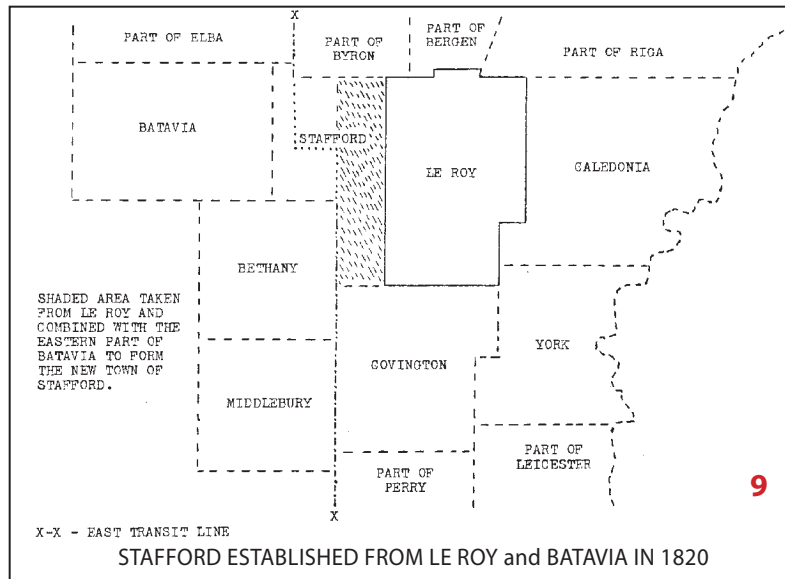 X
PART OF ELBA
PART OF
BYRON
PART OF
BERGEN
PART OF RIGA
BATAVIA
STAFFORD
LE ROY
CALEDONIA
BETHANY
SHADED AREA TAKEN
FROM LE ROY AND
COMBINED WITH THE
EASTERN PART OF
BATAVIA TO FORM
THE NEW TOWN OF
STAFFORD.
COVINGTON
YORK
MIDDLEBURY
PART OF
PERRY
PART OF
LEICESTER
9
X
X-X - EAST TRANSIT LINE
STAFFORD ESTABLISHED FROM LE ROY and BATAVIA IN 1820